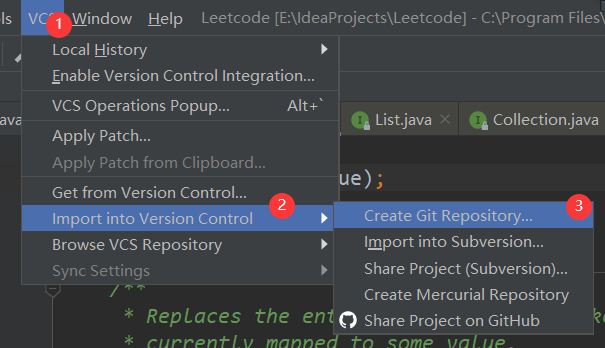 ls VCS Window Help Leetcode [E:\IdeaProjects\Leetcode] - C:\Program Files\
1
Local History
Enable Version Control Integration...
VCS Operations Popup... Alt+`
ava List.java Collection.java
Apply Patch...
Apply Patch from Clipboard...
ue);
Get from Version Control...
Import into Version Control 2
Create Git Repository... 3
Browse VCS Repository
Import into Subversion...
Sync Settings
Share Project (Subversion)...
Create Mercurial Repository
Share Project on GitHub
/**
* Replaces the ent
* currently mapped to some value.